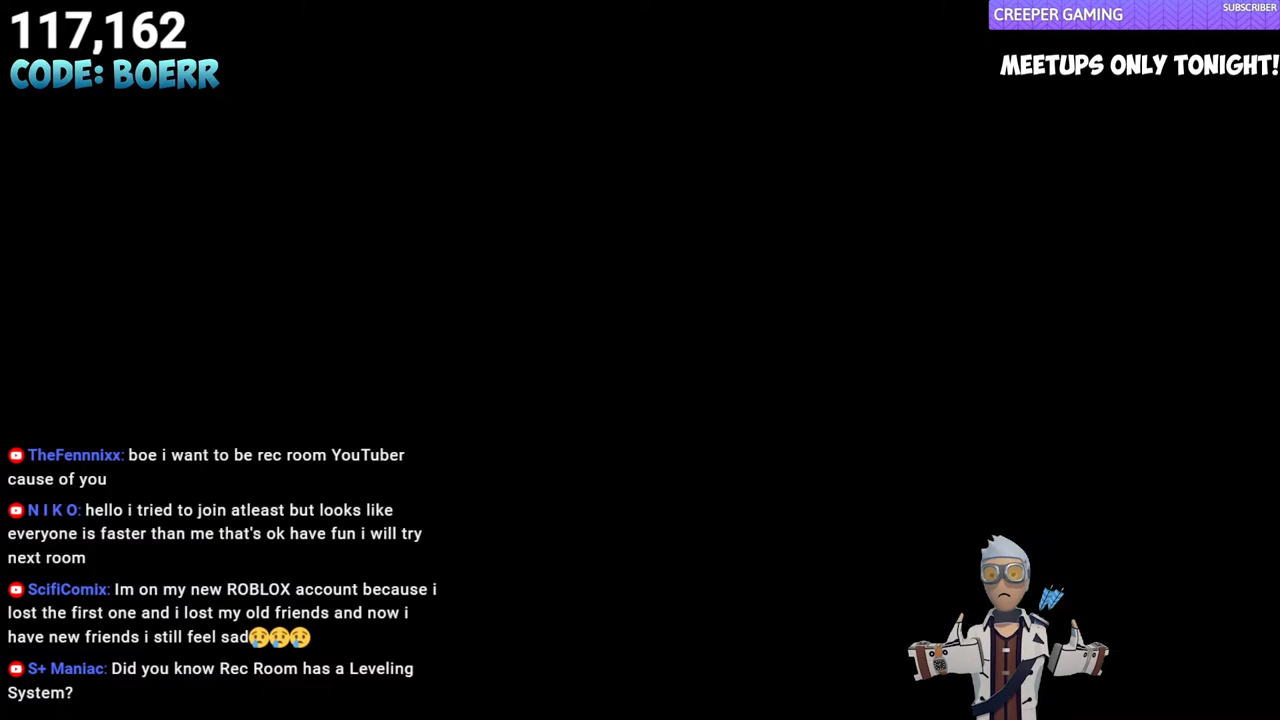 117,162
CODE: BOERR
CREEPER GAMING
SUBSCRIBER
MEETUPS ONLY TONIGHT!
TheFennnixx: boe i want to be rec room YouTuber
cause of you
N I K O: hello i tried to join atleast but looks like
everyone is faster than me that's ok have fun i will try
next room
ScifiComix: Im on my new ROBLOX account because i
lost the first one and i lost my old friends and now i
have new friends i still feel sad😢😢😢
S+ Maniac: Did you know Rec Room has a Leveling
System?